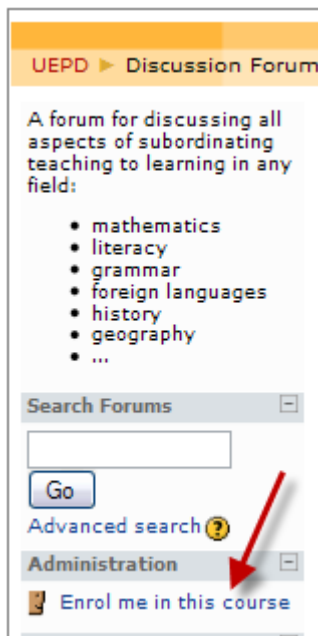 UEPD ► Discussion Forum
A forum for discussing all
aspects of subordinating
teaching to learning in any
field:
• mathematics
• literacy
• grammar
• foreign languages
• history
• geography
• ...
Search Forums
Go
Advanced search ?
Administration
Enrol me in this course